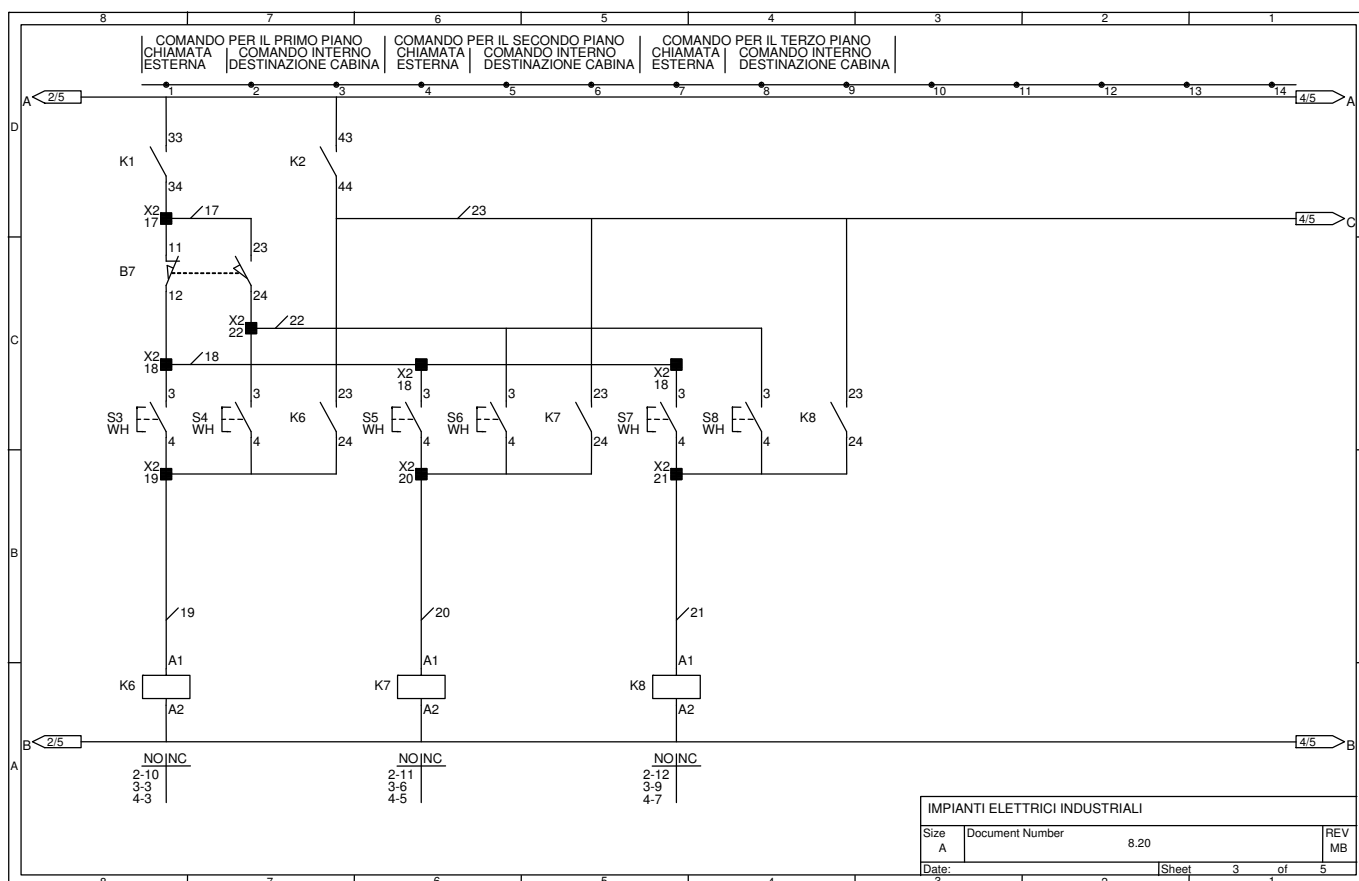 8 7 6 5 4 3 2 1
COMANDO PER IL PRIMO PIANO COMANDO PER IL SECONDO PIANO COMANDO PER IL TERZO PIANO
CHIAMATA COMANDO INTERNO CHIAMATA COMANDO INTERNO CHIAMATA COMANDO INTERNO
ESTERNA DESTINAZIONE CABINA ESTERNA DESTINAZIONE CABINA ESTERNA DESTINAZIONE CABINA
1 2 3 4 5 6 7 8 9 10 11 12 13 14
A 2/5 4/5 A
D
33 43
K1 K2
34 44
X2 17 23
17 4/5 C
11 23
B7
12 24
X2 22
22
C
X2 18
18
X2 X2
18 18
3 3 23 3 3 23 3 3 23
S3 S4 K6 S5 S6 K7 S7 S8 K8
WH WH WH WH WH WH
4 4 24 4 4 24 4 4 24
X2 X2 X2
19 20 21
B
19 20 21
A1 A1 A1
K6 K7 K8
A2 A2 A2
B 2/5 4/5 B
A
NO NC NO NC NO NC
2-10 2-11 2-12
3-3 3-6 3-9
4-3 4-5 4-7
IMPIANTI ELETTRICI INDUSTRIALI
Size Document Number REV
A 8.20 MB
Date: Sheet 3 of 5
8 7 6 5 4 3 2 1